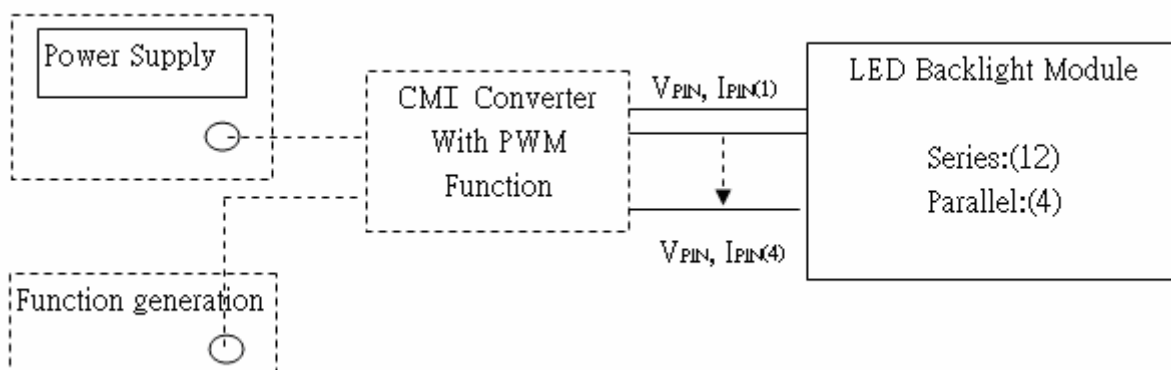 Power Supply
CMI Converter
With PWM
Function
VPIN, IPIN(1)
VPIN, IPIN(4)
LED Backlight Module
Series:(12)
Parallel:(4)
Function generation